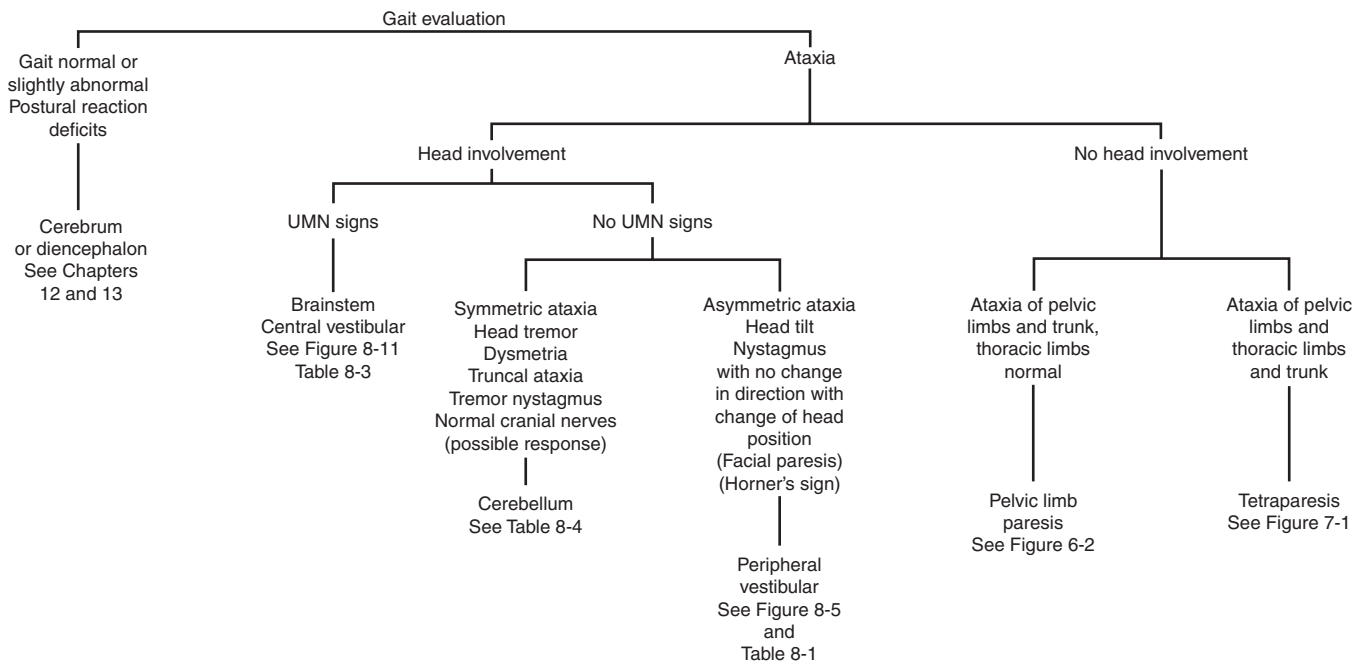 Gait evaluation
Gait normal or
slightly abnormal
Postural reaction
deficits
Cerebrum
or diencephalon
See Chapters
12 and 13
Ataxia
Head involvement
UMN signs
Brainstem
Central vestibular
See Figure 8-11
Table 8-3
No UMN signs
Symmetric ataxia
Head tremor
Dysmetria
Truncal ataxia
Tremor nystagmus
Normal cranial nerves
(possible response)
Cerebellum
See Table 8-4
Asymmetric ataxia
Head tilt
Nystagmus
with no change
in direction with
change of head
position
(Facial paresis)
(Horner's sign)
Peripheral
vestibular
See Figure 8-5
and
Table 8-1
No head involvement
Ataxia of pelvic
limbs and trunk,
thoracic limbs
normal
Pelvic limb
paresis
See Figure 6-2
Ataxia of pelvic
limbs and
thoracic limbs
and trunk
Tetraparesis
See Figure 7-1